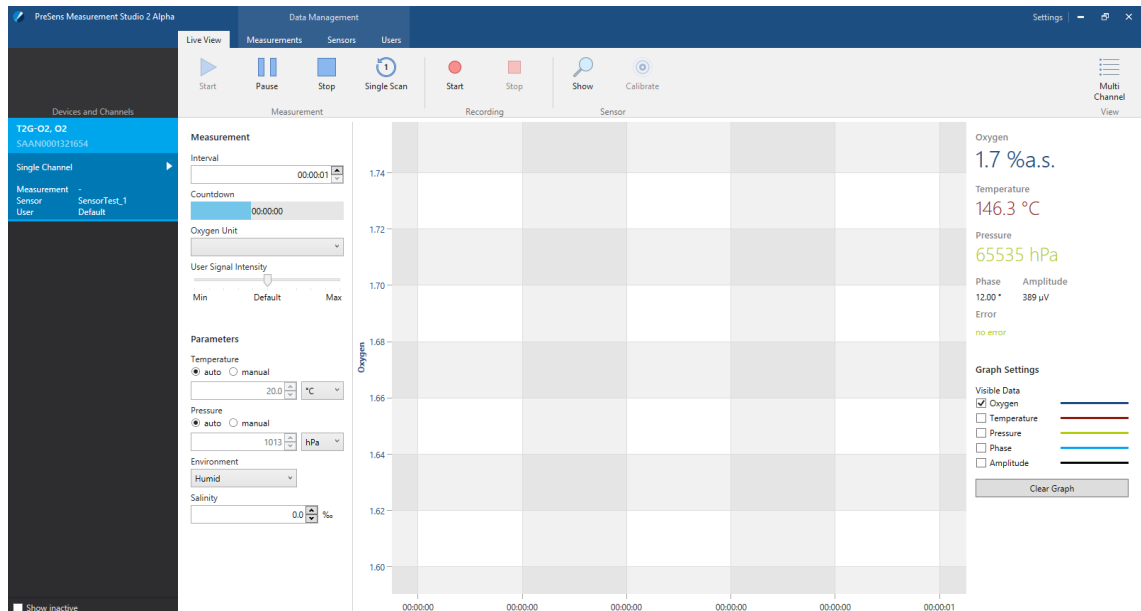 PreSens Measurement Studio 2 Alpha
Data Management
Settings
Live View Measurements Sensors Users
Start Pause Stop Single Scan Start Stop Show Calibrate Multi Channel
1
Devices and Channels Measurement Recording Sensor View
T2G-O2, O2
SAAN0001321654
Single Channel
Measurement -
Sensor SensorTest_1
User Default
Show inactive
Measurement
Interval
00:00:01
Countdown
00:00:00
Oxygen Unit
User Signal Intensity
Min Default Max
Parameters
Temperature
auto manual
20.0 °C
Pressure
auto manual
1013 hPa
Environment
Humid
Salinity
0.0 ‰
Oxygen
1.74
1.72
1.70
1.68
1.66
1.64
1.62
1.60
00:00:00 00:00:00 00:00:00 00:00:00 00:00:00 00:00:01
Oxygen
1.7 %a.s.
Temperature
146.3 °C
Pressure
65535 hPa
Phase Amplitude
12.00 ° 389 µV
Error
no error
Graph Settings
Visible Data
Oxygen
Temperature
Pressure
Phase
Amplitude
Clear Graph